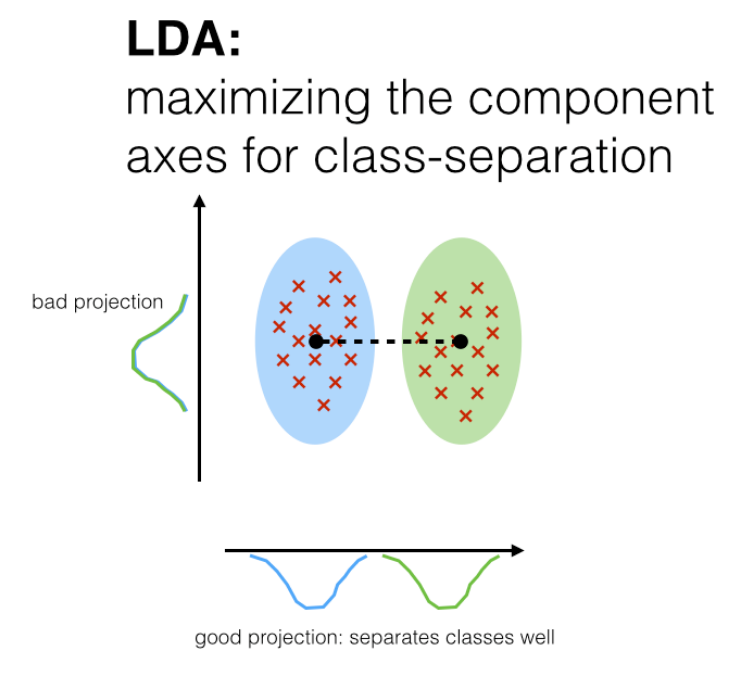 LDA:
maximizing the component
axes for class-separation
bad projection
good projection: separates classes well